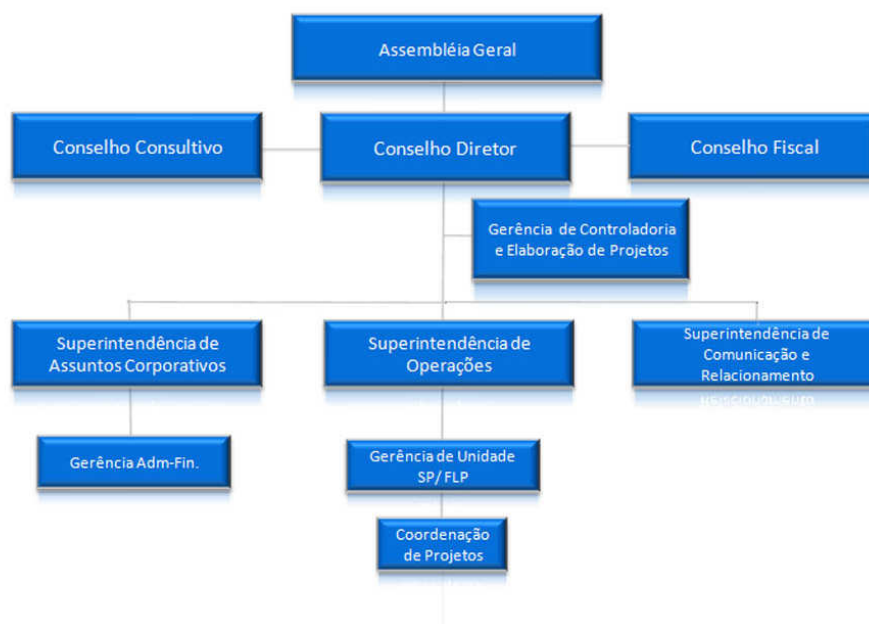 Assembléia Geral
Conselho Consultivo
Conselho Diretor
Conselho Fiscal
Gerência de Controladoria
e Elaboração de Projetos
Superintendência de
Assuntos Corporativos
Superintendência de
Operações
Superintendência de
Comunicação e
Relacionamento
Gerência Adm-Fin.
Gerência de Unidade
SP/ FLP
Coordenação
de Projetos